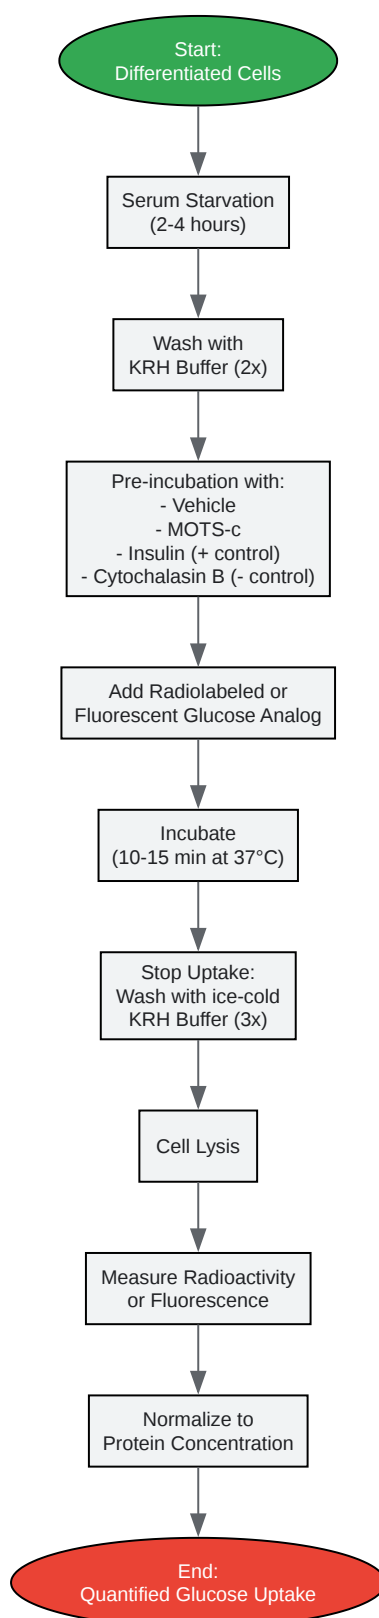 Start:
Differentiated Cells
Serum Starvation
(2-4 hours)
Wash with
KRH Buffer (2x)
Pre-incubation with:
- Vehicle
- MOTS-c
- Insulin (+ control)
- Cytochalasin B (- control)
Add Radiolabeled or
Fluorescent Glucose Analog
Incubate
(10-15 min at 37°C)
Stop Uptake:
Wash with ice-cold
KRH Buffer (3x)
Cell Lysis
Measure Radioactivity
or Fluorescence
Normalize to
Protein Concentration
End:
Quantified Glucose Uptake